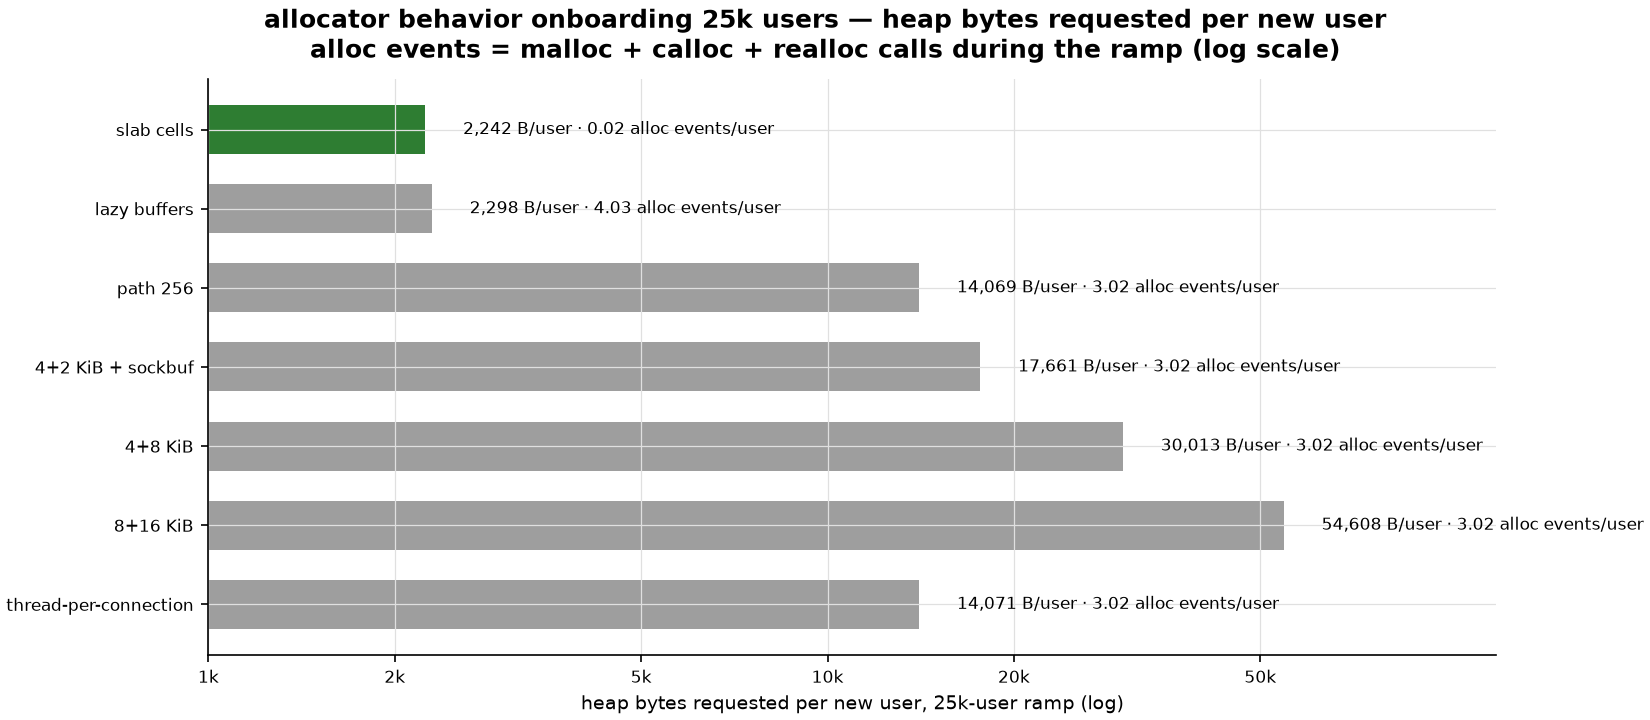 allocator behavior onboarding 25k users — heap bytes requested per new user
alloc events = malloc + calloc + realloc calls during the ramp (log scale)
slab cells
2,242 B/user · 0.02 alloc events/user
lazy buffers
2,298 B/user · 4.03 alloc events/user
path 256
14,069 B/user · 3.02 alloc events/user
4+2 KiB + sockbuf
17,661 B/user · 3.02 alloc events/user
4+8 KiB
30,013 B/user · 3.02 alloc events/user
8+16 KiB
54,608 B/user · 3.02 alloc events/user
thread-per-connection
14,071 B/user · 3.02 alloc events/user
1k 2k 5k 10k 20k 50k
heap bytes requested per new user, 25k-user ramp (log)